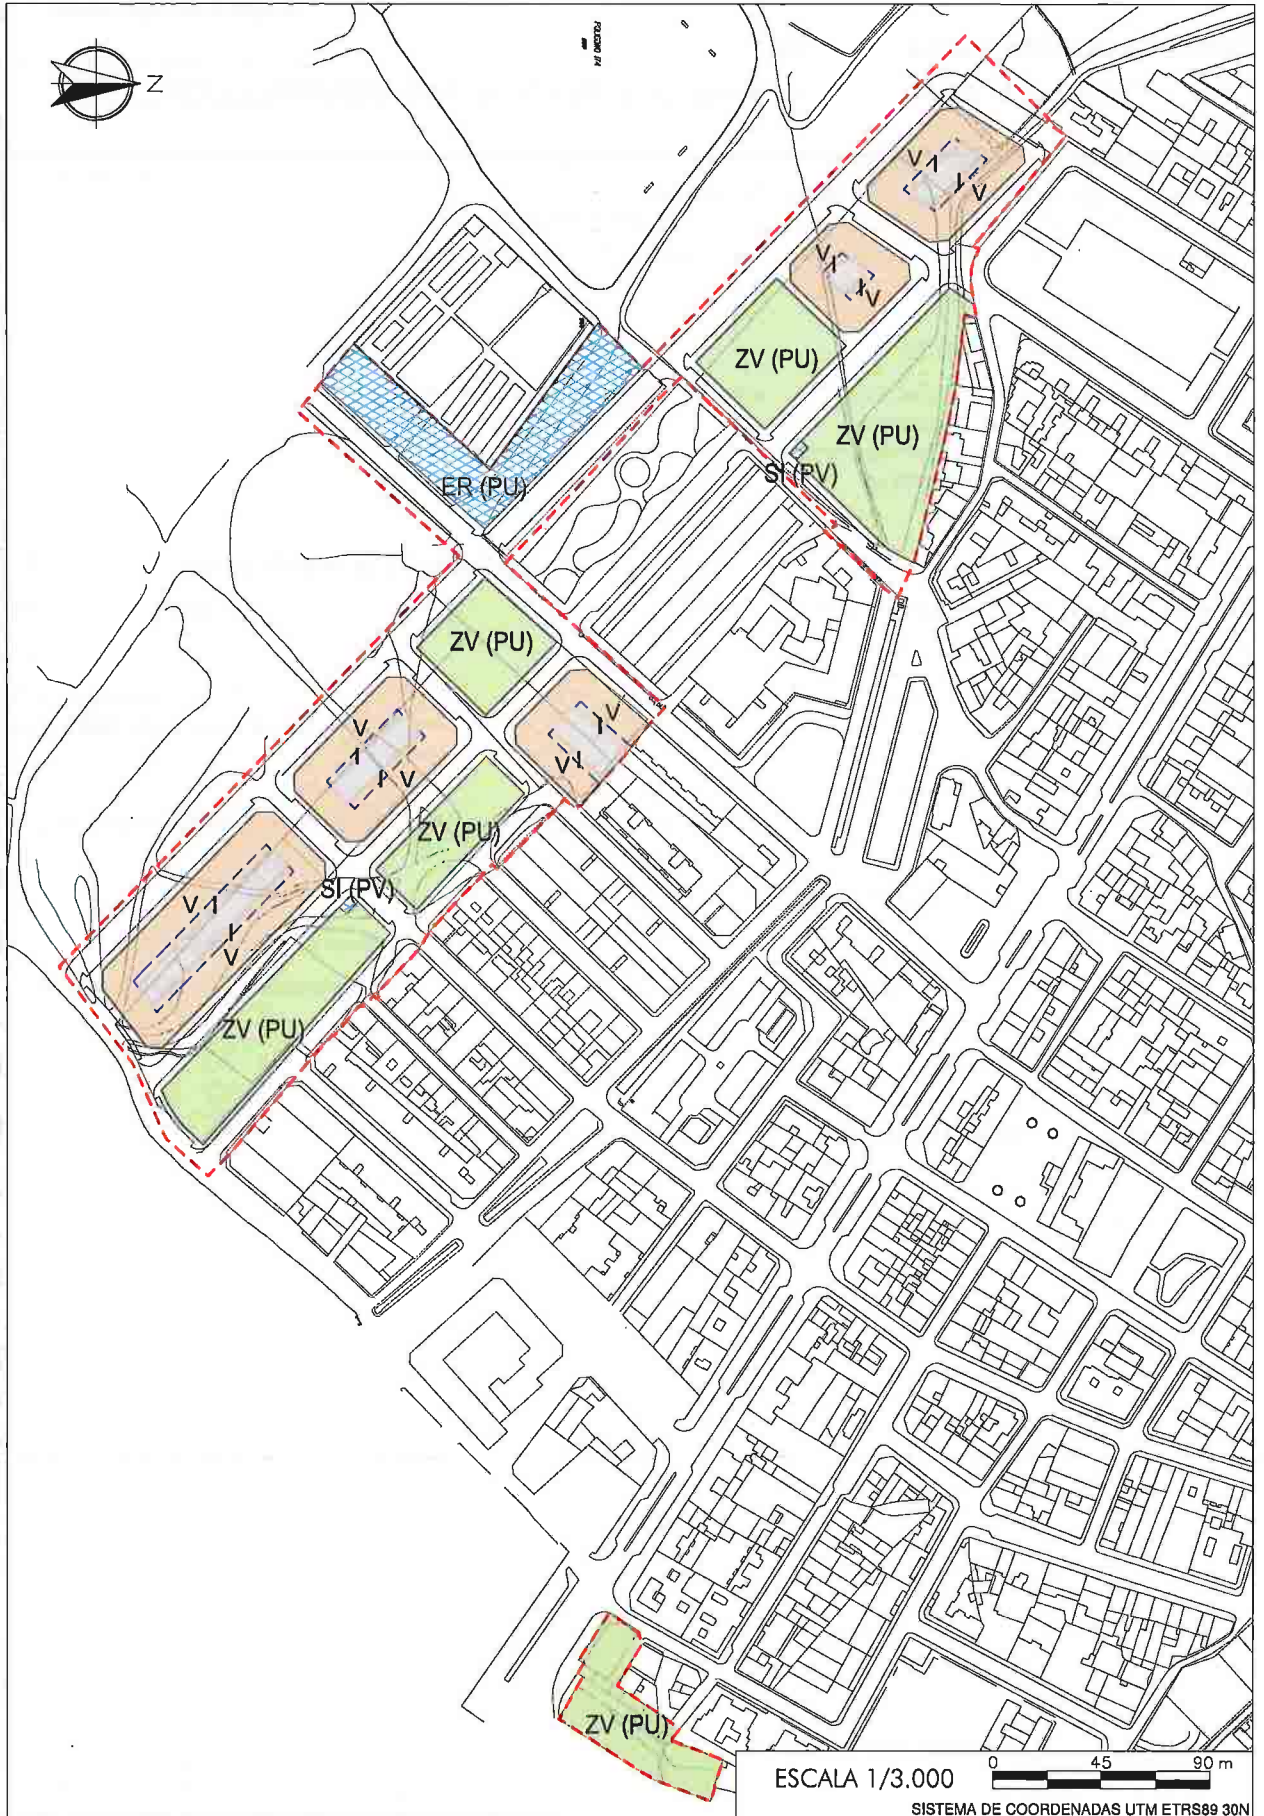 Z
V
I
I
V
V
I
I
V
ZV (PU)
ZV (PU)
SI (PV)
ER (PU)
ZV (PU)
V
I
I
V
V
I
I
V
ZV (PU)
SI (PV)
V I
I
V
ZV (PU)
ZV (PU)
ESCALA 1/3.000
0 45 90 m
SISTEMA DE COORDENADAS UTM ETRS89 30N